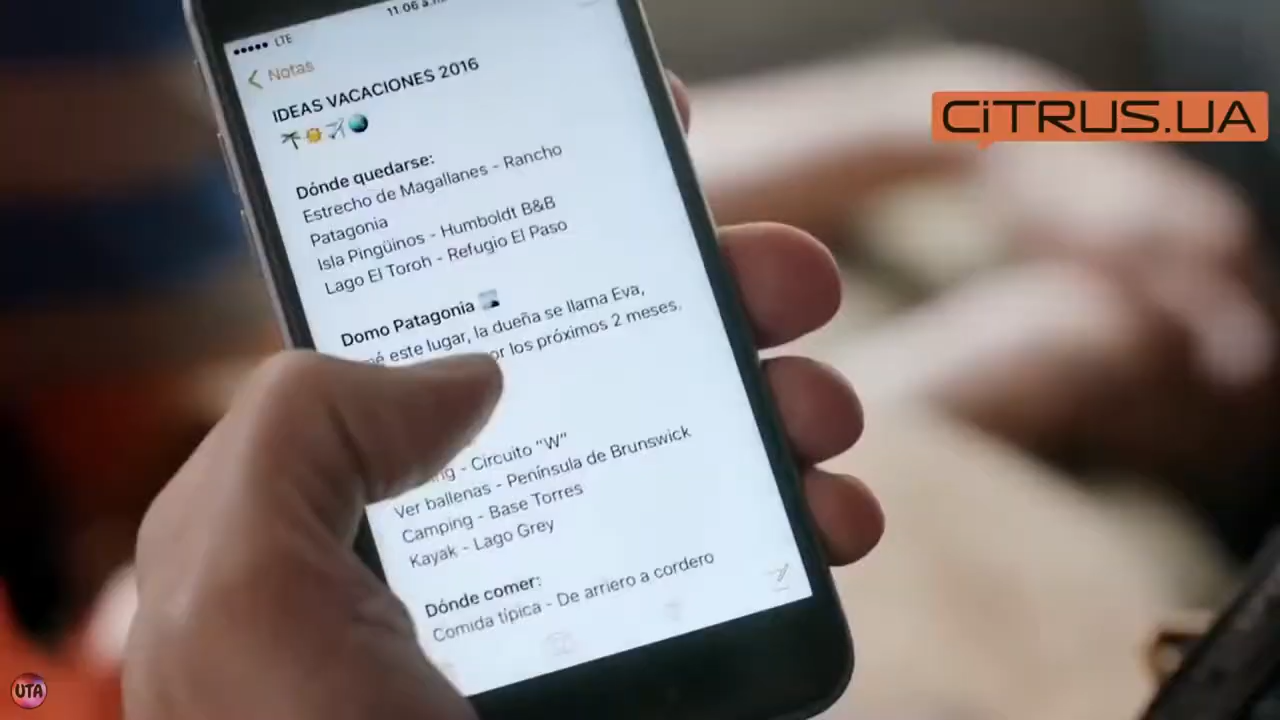 LTE
11:06 a.m.
Notas
IDEAS VACACIONES 2016
CiTRUS.UA
Dónde quedarse:
Estrecho de Magallanes - Rancho
Patagonia
Isla Pingüinos - Humboldt B&B
Lago El Toroh - Refugio El Paso
Domo Patagonia
este lugar, la dueña se llama Eva,
los próximos 2 meses.
- Circuito “W”
Ver ballenas - Península de Brunswick
Camping - Base Torres
Kayak - Lago Grey
Dónde comer:
Comida típica - De arriero a cordero
UTA